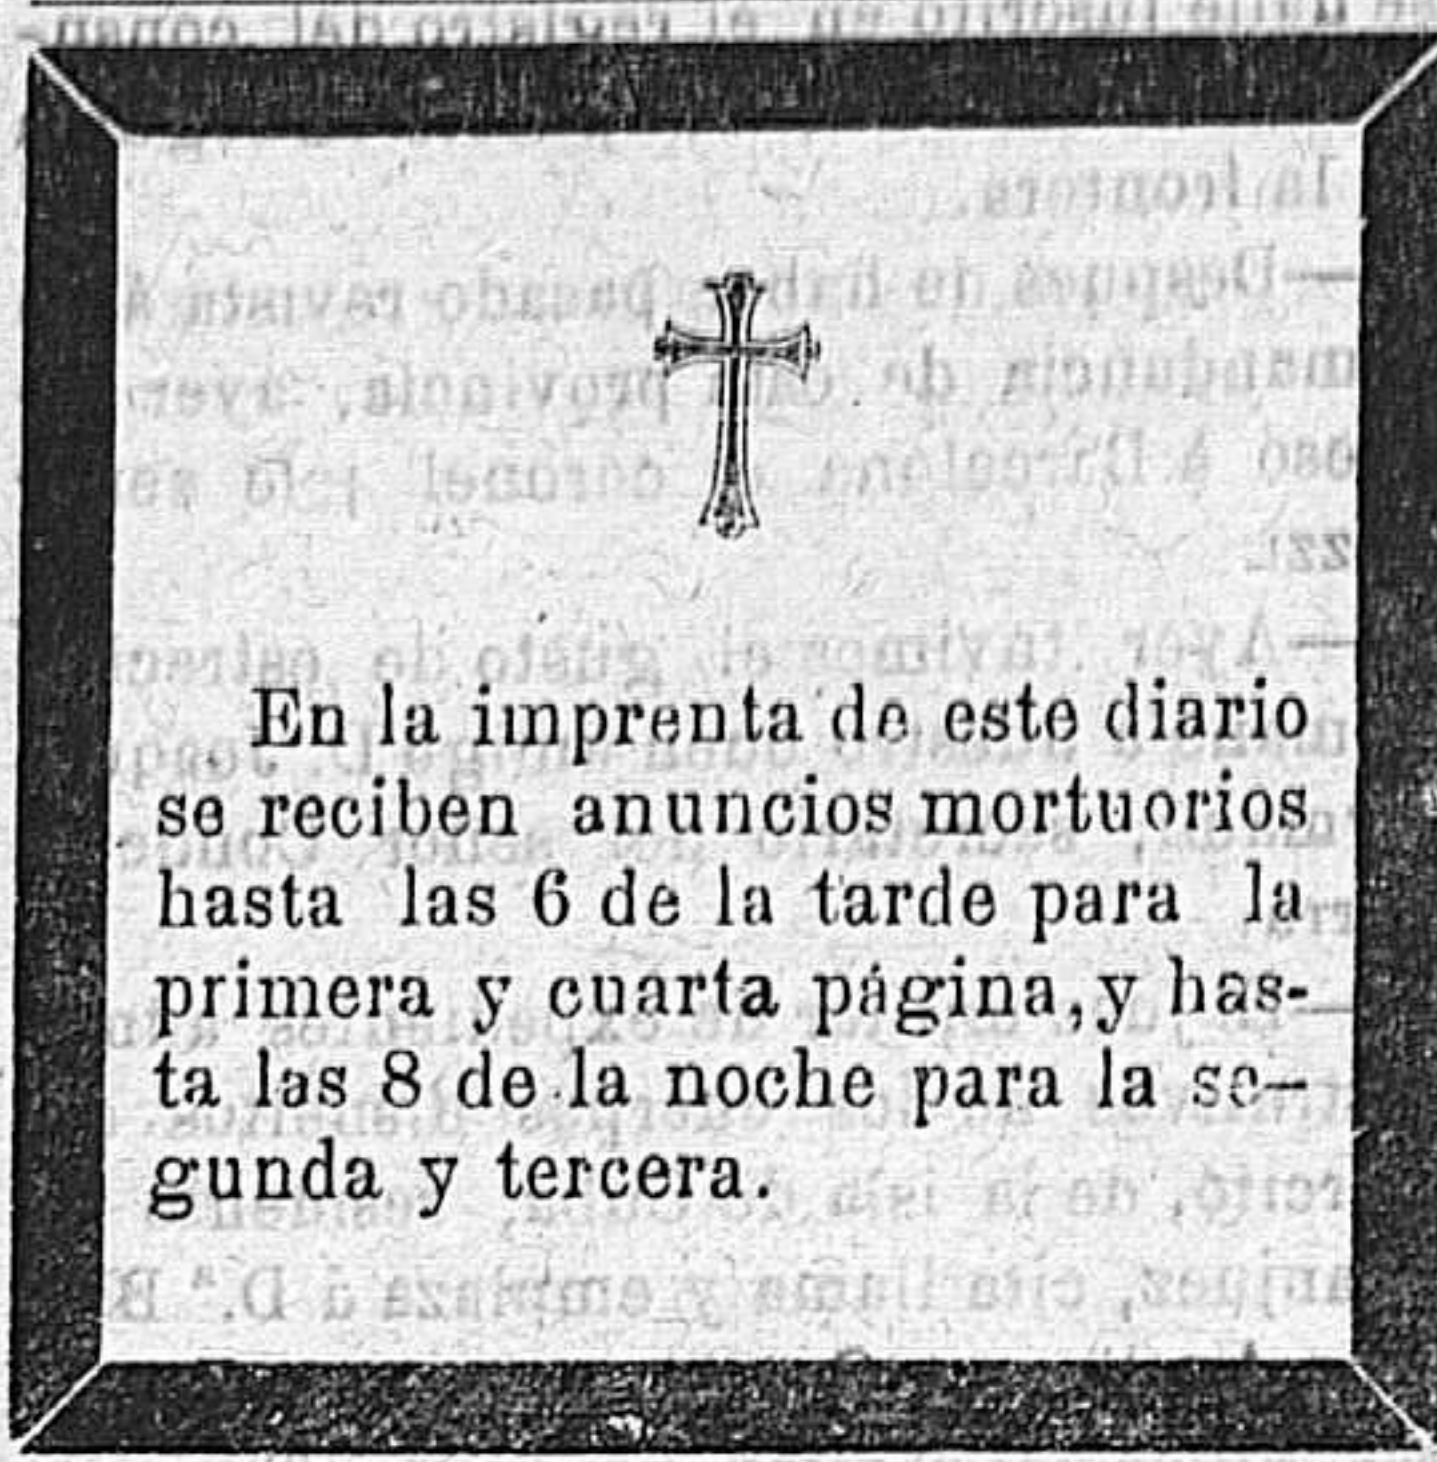 En la imprenta de este diario
se reciben anuncios mortuorios
hasta las 6 de la tarde para la
primera y cuarta página, y has-
ta las 8 de la noche para la se-
gunda y tercera.